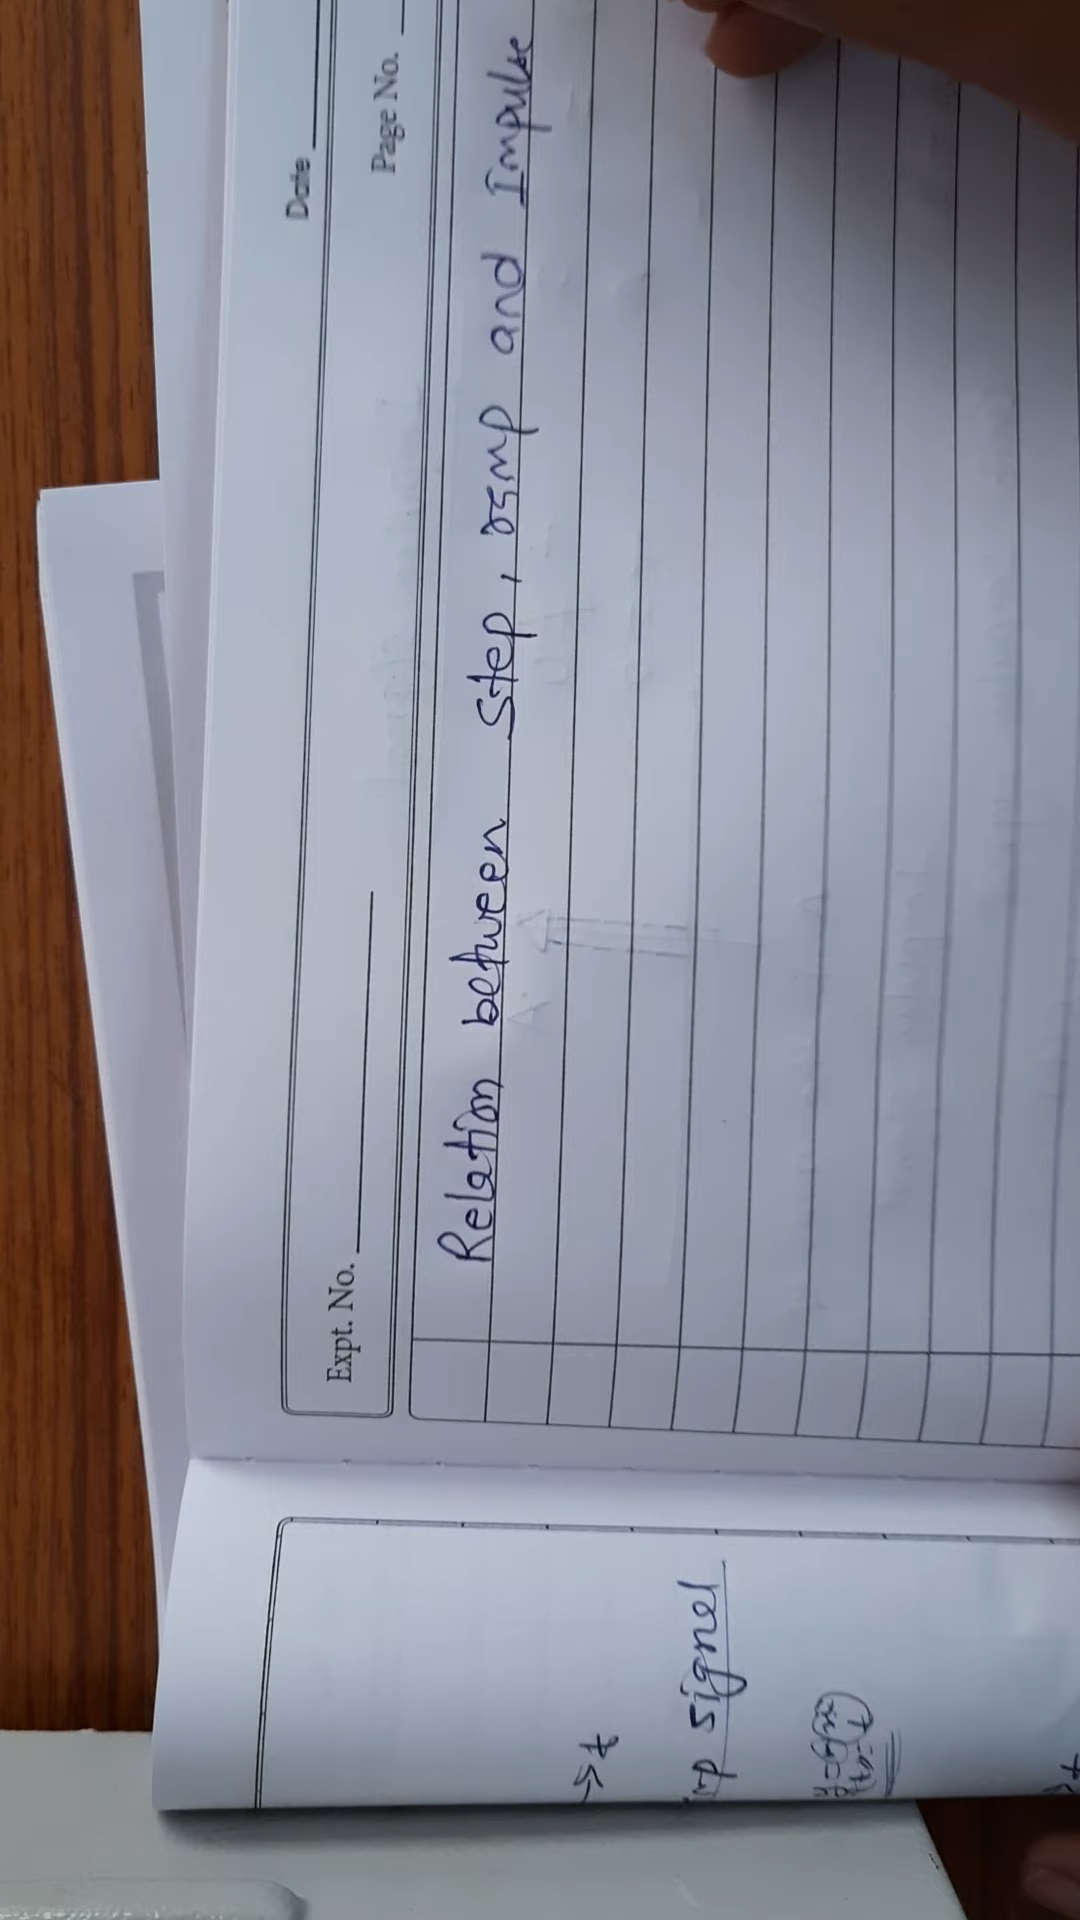 Date
Expt. No.
Page No.
Relation between step, ramp and Impulse
signal
t